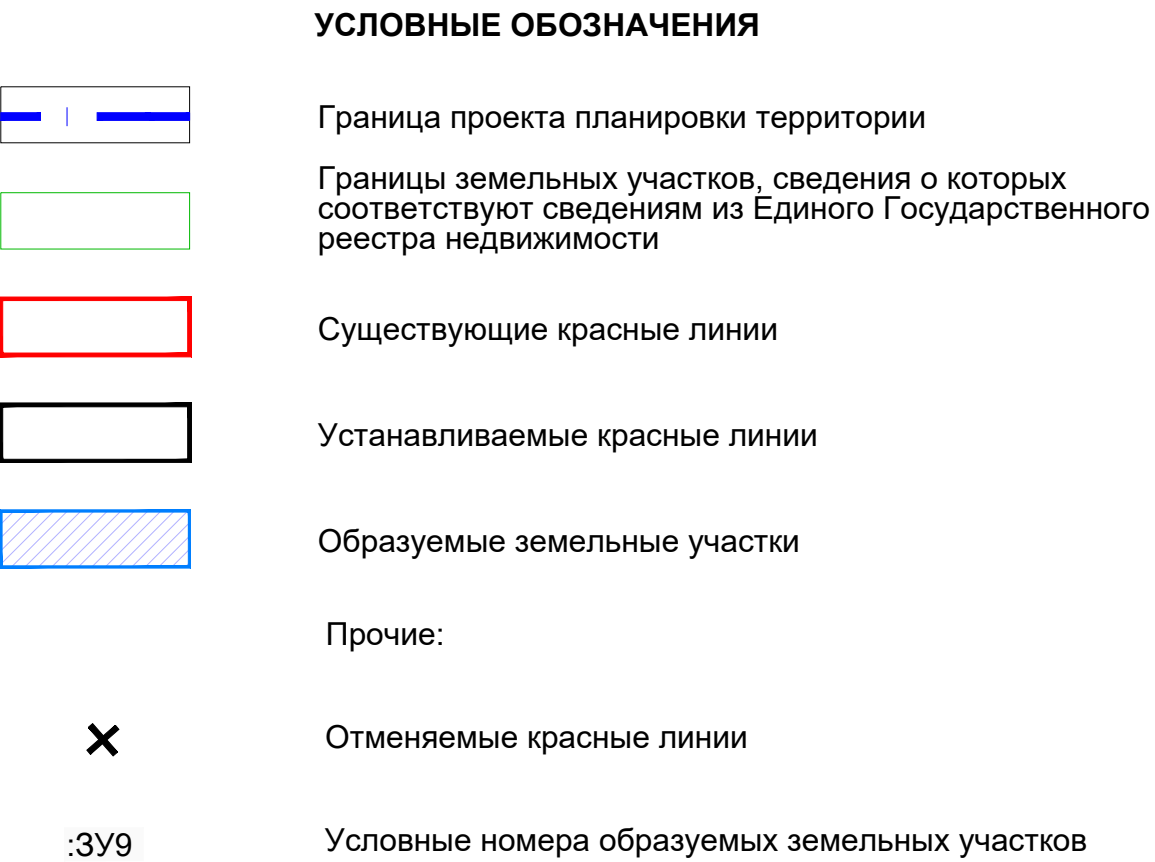 УСЛОВНЫЕ ОБОЗНАЧЕНИЯ
Граница проекта планировки территории
Границы земельных участков, сведения о которых
соответствуют сведениям из Единого Государственного
реестра недвижимости
Существующие красные линии
Устанавливаемые красные линии
Образуемые земельные участки
Прочие:
Отменяемые красные линии
:ЗУ9
Условные номера образуемых земельных участков